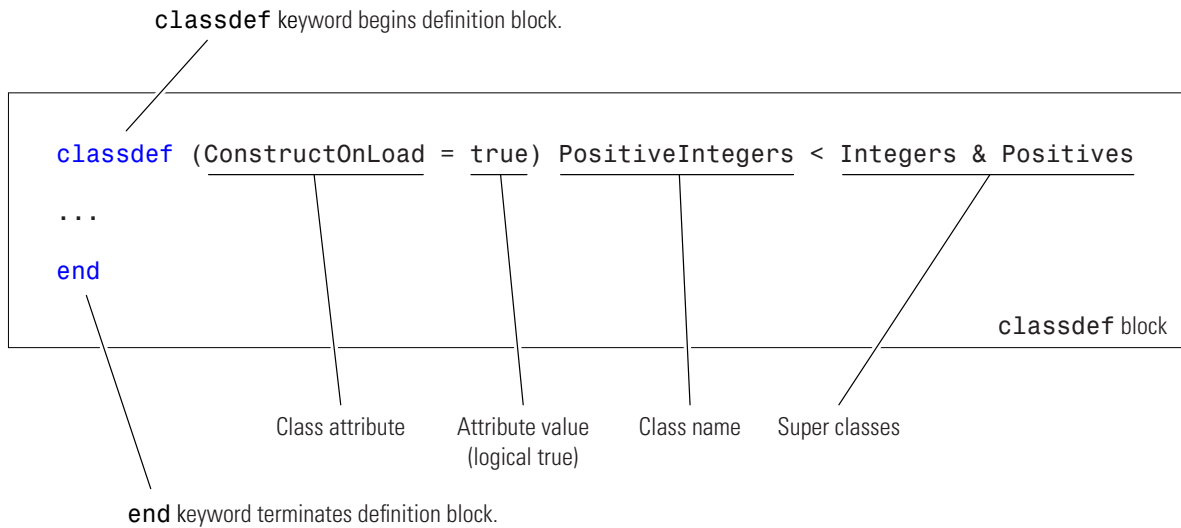 classdef keyword begins definition block.
classdef (ConstructOnLoad = true) PositiveIntegers < Integers & Positives
...
end
classdef block
Class attribute
Attribute value
(logical true)
Class name
Super classes
end keyword terminates definition block.